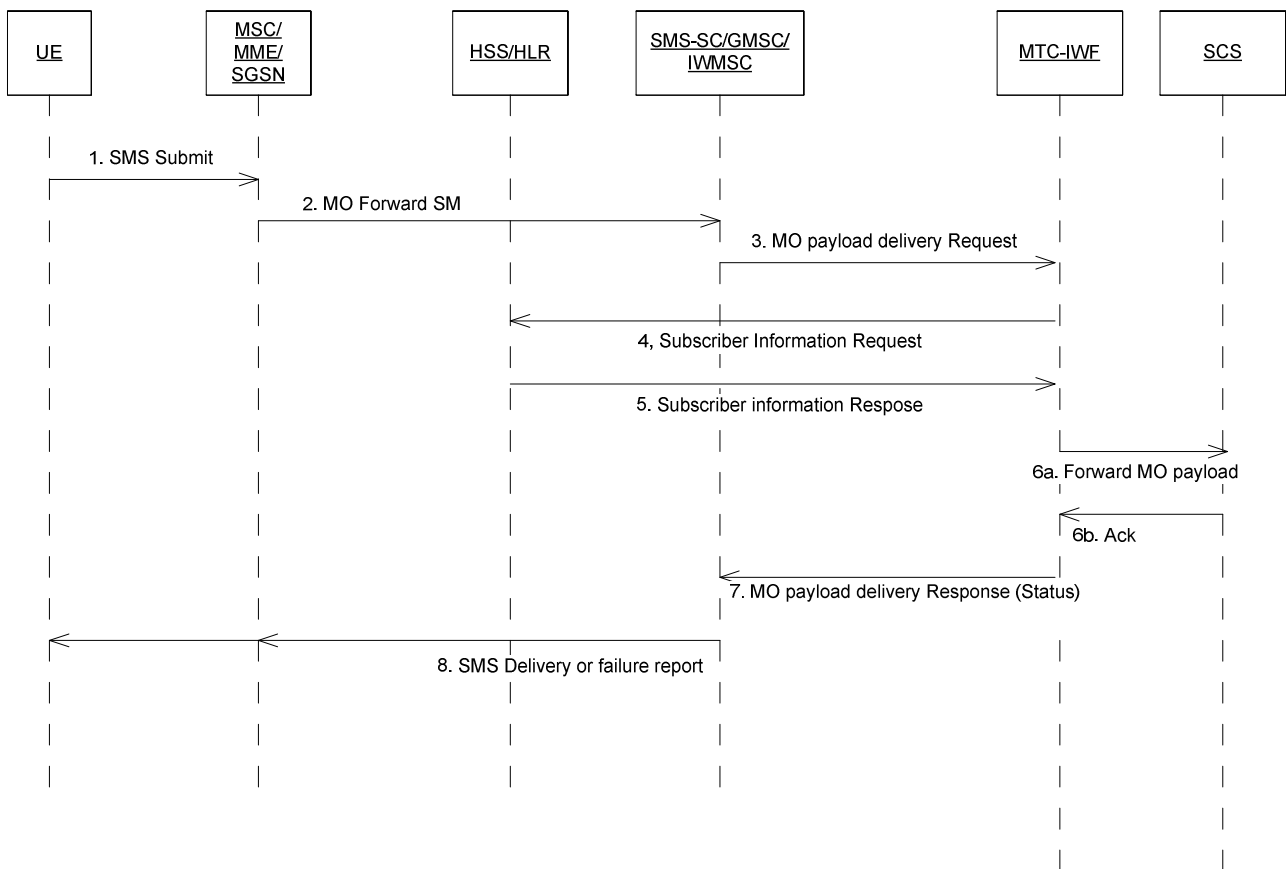 UE
MSC/
MME/
SGSN
HSS/HLR
SMS-SC/GMSC/
IWMSC
MTC-IWF
SCS
1. SMS Submit
2. MO Forward SM
3. MO payload delivery Request
4, Subscriber Information Request
5. Subscriber information Respose
6a. Forward MO payload
6b. Ack
7. MO payload delivery Response (Status)
8. SMS Delivery or failure report